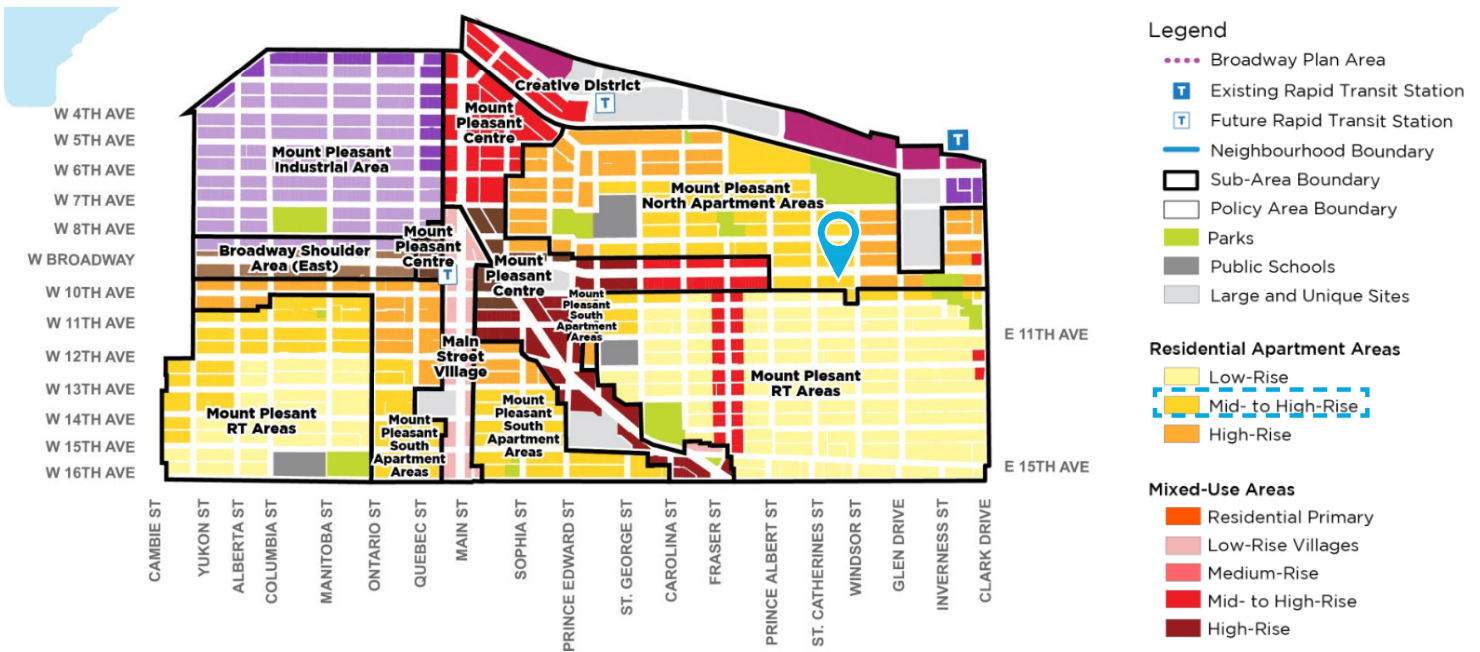 W 4TH AVE
W 5TH AVE
W 6TH AVE
W 7TH AVE
W 8TH AVE
W BROADWAY
W 10TH AVE
W 11TH AVE
W 12TH AVE
W 13TH AVE
W 14TH AVE
W 15TH AVE
W 16TH AVE
Creative District
T
Mount
Pleasant
Centre
Mount Pleasant
Industrial Area
Mount Pleasant
North Apartment Areas
T
Mount
Pleasant
Centre
T
Broadway Shoulder
Area (East)
Mount
Pleasant
Centre
Mount
Pleasant
South
Apartment
Areas
Main
Street
Village
Mount Plesant
RT Areas
Mount
Pleasant
South
Apartment
Areas
Mount
Pleasant
South
Apartment
Areas
Mount Plesant
RT Areas
E 11TH AVE
E 15TH AVE
CAMBIE ST
YUKON ST
ALBERTA ST
COLUMBIA ST
MANITOBA ST
ONTARIO ST
QUEBEC ST
MAIN ST
SOPHIA ST
PRINCE EDWARD ST
ST. GEORGE ST
CAROLINA ST
FRASER ST
PRINCE ALBERT ST
ST. CATHERINES ST
WINDSOR ST
GLEN DRIVE
INVERNESS ST
CLARK DRIVE
Legend
Broadway Plan Area
T Existing Rapid Transit Station
T Future Rapid Transit Station
Neighbourhood Boundary
Sub-Area Boundary
Policy Area Boundary
Parks
Public Schools
Large and Unique Sites
Residential Apartment Areas
Low-Rise
Mid- to High-Rise
High-Rise
Mixed-Use Areas
Residential Primary
Low-Rise Villages
Medium-Rise
Mid- to High-Rise
High-Rise